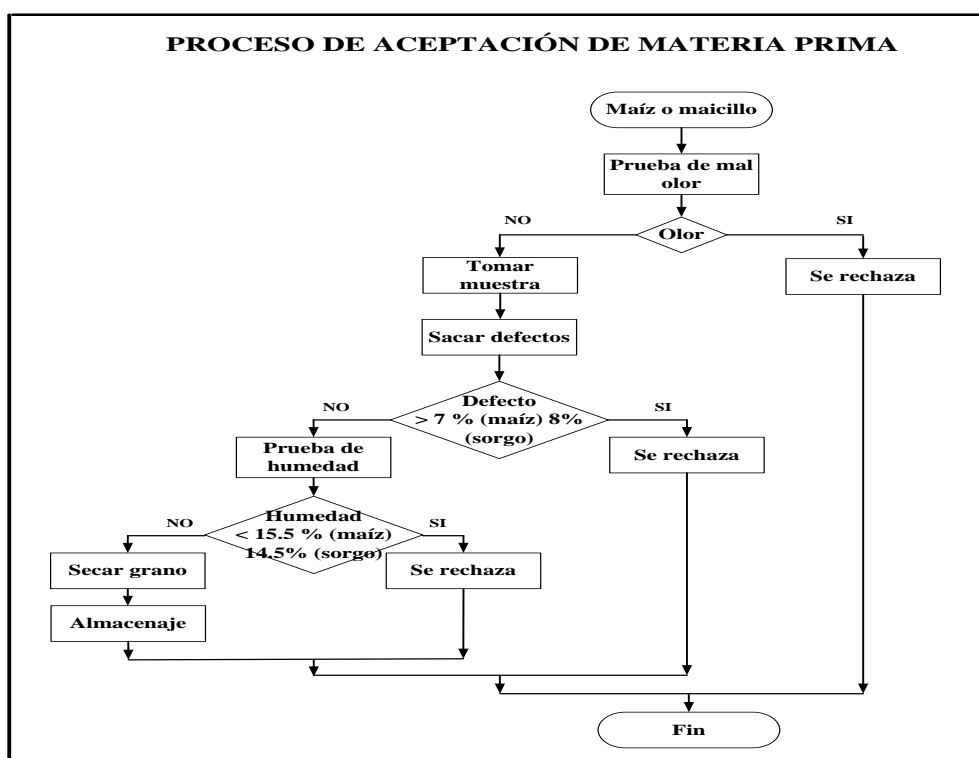 PROCESO DE ACEPTACIÓN DE MATERIA PRIMA
Maíz o maicillo
Prueba de mal
olor
NO
SI
Olor
Tomar
muestra
Se rechaza
Sacar defectos
Defecto
NO
SI
> 7 % (maíz) 8%
(sorgo)
Prueba de
humedad
Se rechaza
Humedad
NO
SI
< 15.5 % (maíz)
14.5% (sorgo)
Secar grano
Se rechaza
Almacenaje
Fin